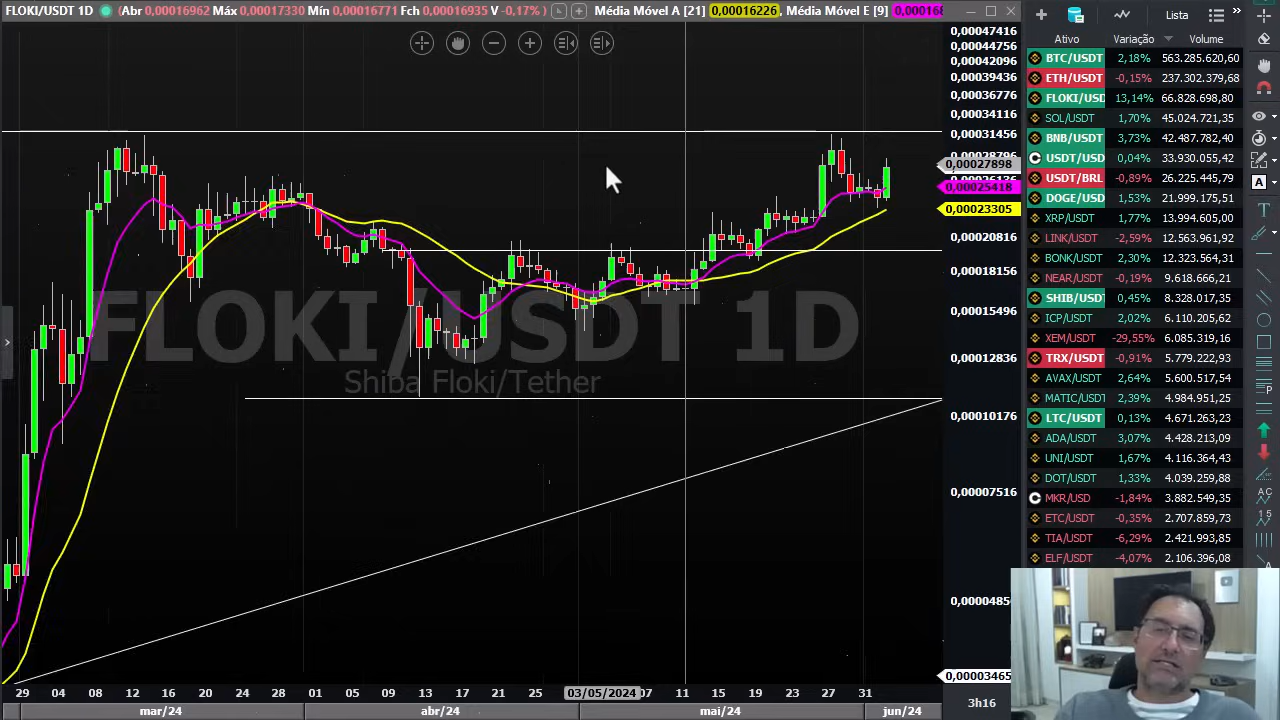 FLOKI/USDT 1D (Abr 0,00016962 Máx 0,00017330 Mín 0,00016771 Fch 0,00016935 V -0,17% ) Média Móvel A [21] 0,00016226 , Média Móvel E [9]
Lista
Ativo Variação Volume
BTC/USDT 2,18% 563.285.620,60
ETH/USDT -0,15% 237.302.379,68
FLOKI/USD 13,14% 66.828.698,80
SOL/USDT 1,70% 45.024.721,35
BNB/USDT 3,73% 42.487.782,40
USDT/USD 0,04% 33.930.055,42
USDT/BRL -0,89% 26.225.445,79
DOGE/USD 1,53% 21.999.175,51
XRP/USDT 1,77% 13.994.605,00
LINK/USDT -2,59% 12.563.961,92
BONK/USDT 2,30% 12.323.564,31
NEAR/USDT -0,19% 9.618.656,21
SHIB/USDT 0,45% 8.328.017,35
ICP/USDT 2,02% 6.110.205,62
XEM/USDT -29,55% 6.085.319,16
TRX/USDT -0,91% 5.779.222,93
AVAX/USDT 2,64% 5.600.517,54
MATIC/USDT 2,39% 4.984.951,25
LTC/USDT 0,13% 4.671.263,23
ADA/USDT 3,07% 4.428.213,09
UNI/USDT 1,67% 4.116.364,43
DOT/USDT 1,33% 4.039.259,88
MKR/USD -1,84% 3.882.549,35
ETC/USDT -0,35% 2.707.859,73
TIA/USDT -6,29% 2.421.993,85
ELF/USDT -4,07% 2.106.396,08
0,00047416
0,00044756
0,00042096
0,00039436
0,00036776
0,00034116
0,00031456
0,00027898
0,00025418
0,00023305
0,00020816
0,00018156
0,00015496
0,00012836
0,00010176
0,00007516
0,0000485
0,00003465
FLOKI/USDT 1D
Shiba Floki/Tether
29 04 08 12 16 20 24 28 01 05 09 13 17 21 25 03/05/2024 07 11 15 19 23 27 31
3h16
mar/24 abr/24 mai/24 jun/24